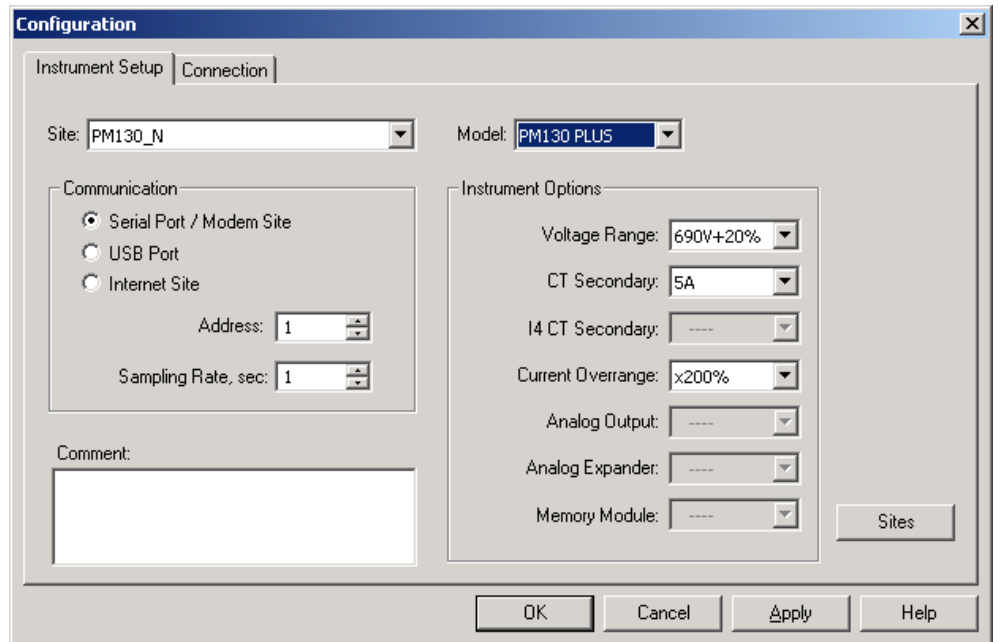 Configuration
Instrument Setup
Connection
Site: PM130_N
Model: PM130 PLUS
Communication
Serial Port / Modem Site
USB Port
Internet Site
Address: 1
Sampling Rate, sec: 1
Comment:
Instrument Options
Voltage Range: 690V+20%
CT Secondary: 5A
I4 CT Secondary: ----
Current Overrange: x200%
Analog Output: ----
Analog Expander: ----
Memory Module: ----
Sites
OK
Cancel
Apply
Help